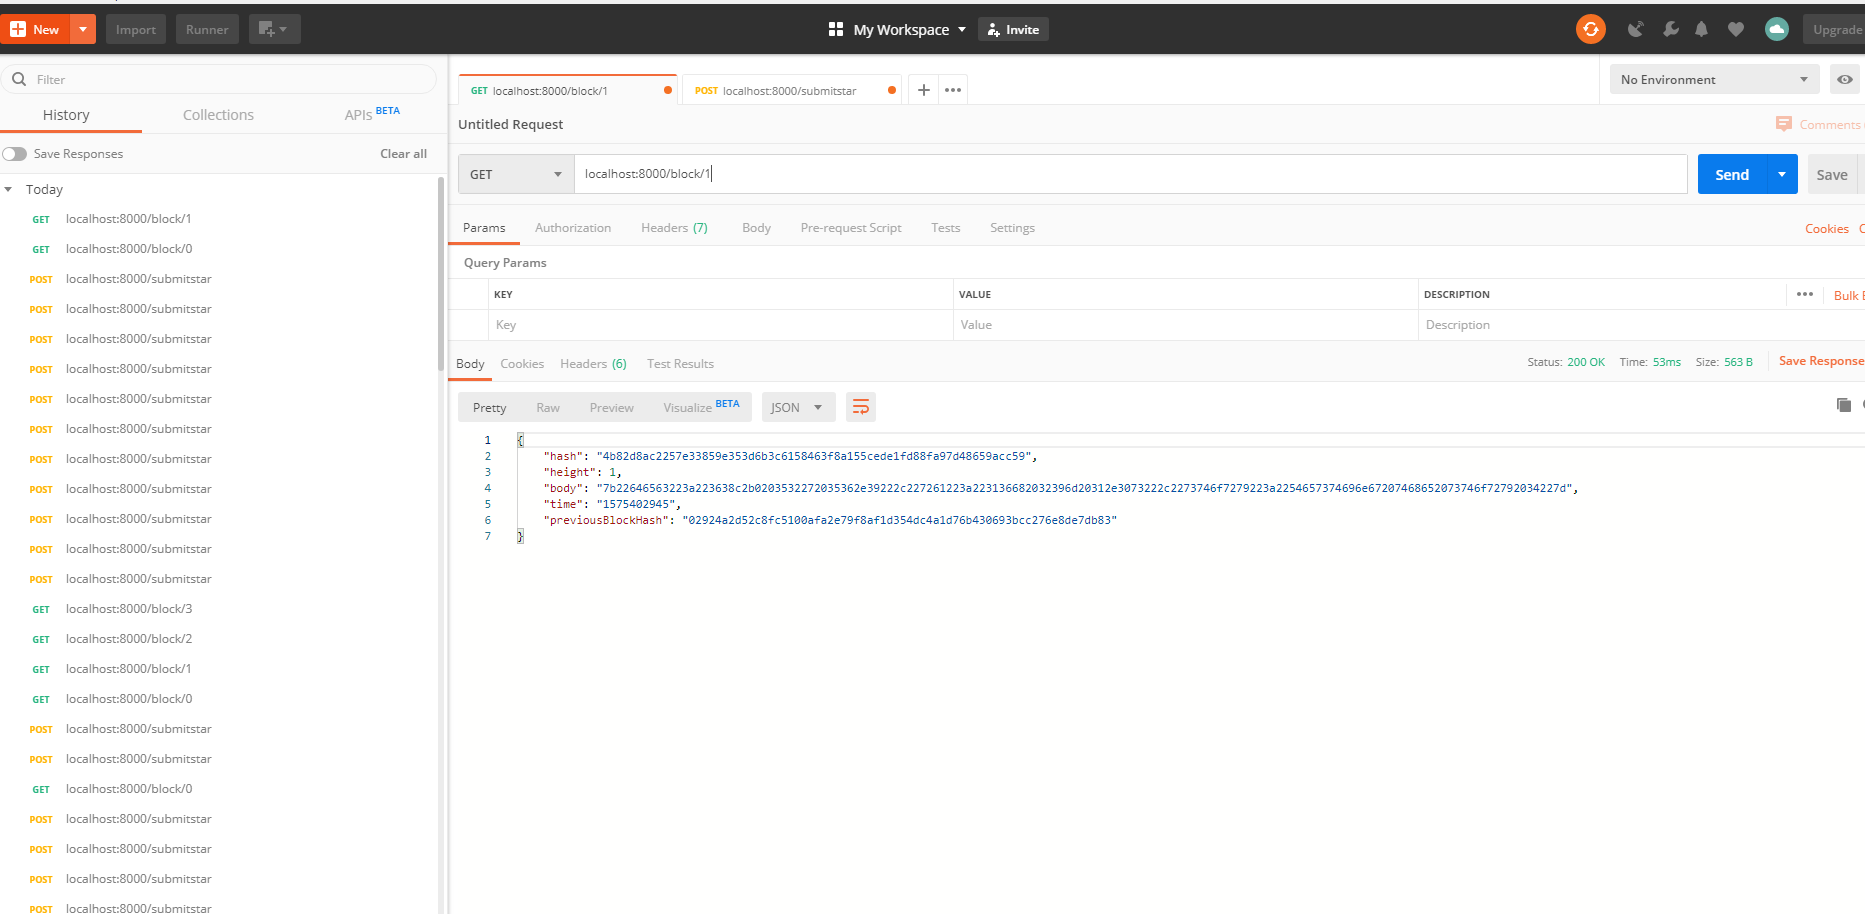 New
Import
Runner
My Workspace
Invite
Upgrade
Filter
History
Collections
APIs BETA
Save Responses
Clear all
Today
GET localhost:8000/block/1
GET localhost:8000/block/0
POST localhost:8000/submitstar
POST localhost:8000/submitstar
POST localhost:8000/submitstar
POST localhost:8000/submitstar
POST localhost:8000/submitstar
POST localhost:8000/submitstar
POST localhost:8000/submitstar
POST localhost:8000/submitstar
POST localhost:8000/submitstar
POST localhost:8000/submitstar
POST localhost:8000/submitstar
GET localhost:8000/block/3
GET localhost:8000/block/2
GET localhost:8000/block/1
GET localhost:8000/block/0
POST localhost:8000/submitstar
POST localhost:8000/submitstar
GET localhost:8000/block/0
POST localhost:8000/submitstar
POST localhost:8000/submitstar
POST localhost:8000/submitstar
POST localhost:8000/submitstar
GET localhost:8000/block/1
POST localhost:8000/submitstar
No Environment
Untitled Request
Comments
GET
localhost:8000/block/1
Send
Save
Params
Authorization
Headers (7)
Body
Pre-request Script
Tests
Settings
Cookies
Query Params
KEY
VALUE
DESCRIPTION
Bulk
Key
Value
Description
Body
Cookies
Headers (6)
Test Results
Status: 200 OK
Time: 53ms
Size: 563 B
Save Response
Pretty
Raw
Preview
Visualize BETA
JSON
1 {
2 "hash": "4b82d8ac2257e33859e353d6b3c6158463f8a155cede1fd88fa97d48659acc59",
3 "height": 1,
4 "body": "7b22646563223a223638c2b0203532272035362e39222c227261223a223136682032396d20312e3073222c2273746f7279223a2254657374696e67207468652073746f72792034227d",
5 "time": "1575402945",
6 "previousBlockHash": "02924a2d52c8fc5100afa2e79f8af1d354dc4a1d76b430693bcc276e8de7db83"
7 }